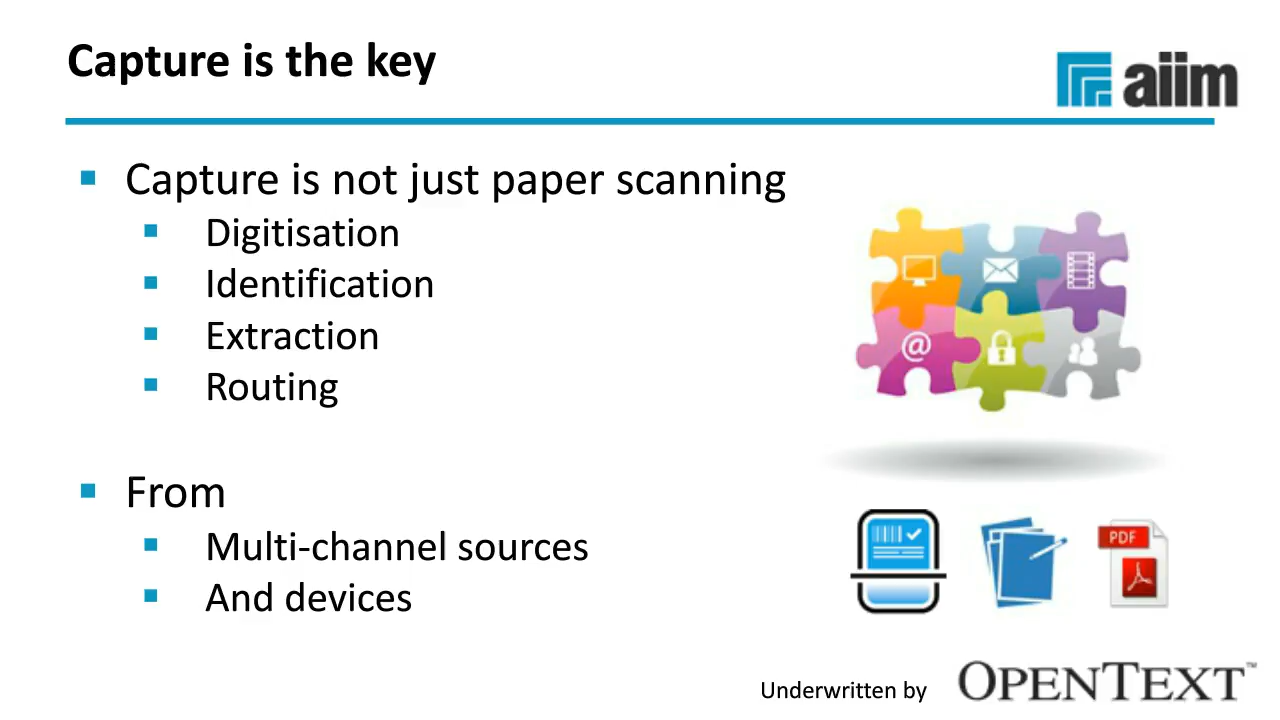 Capture is the key
aiim
Capture is not just paper scanning
Digitisation
Identification
Extraction
Routing
From
Multi-channel sources
And devices
@
PDF
Underwritten by
OPENTEXT™